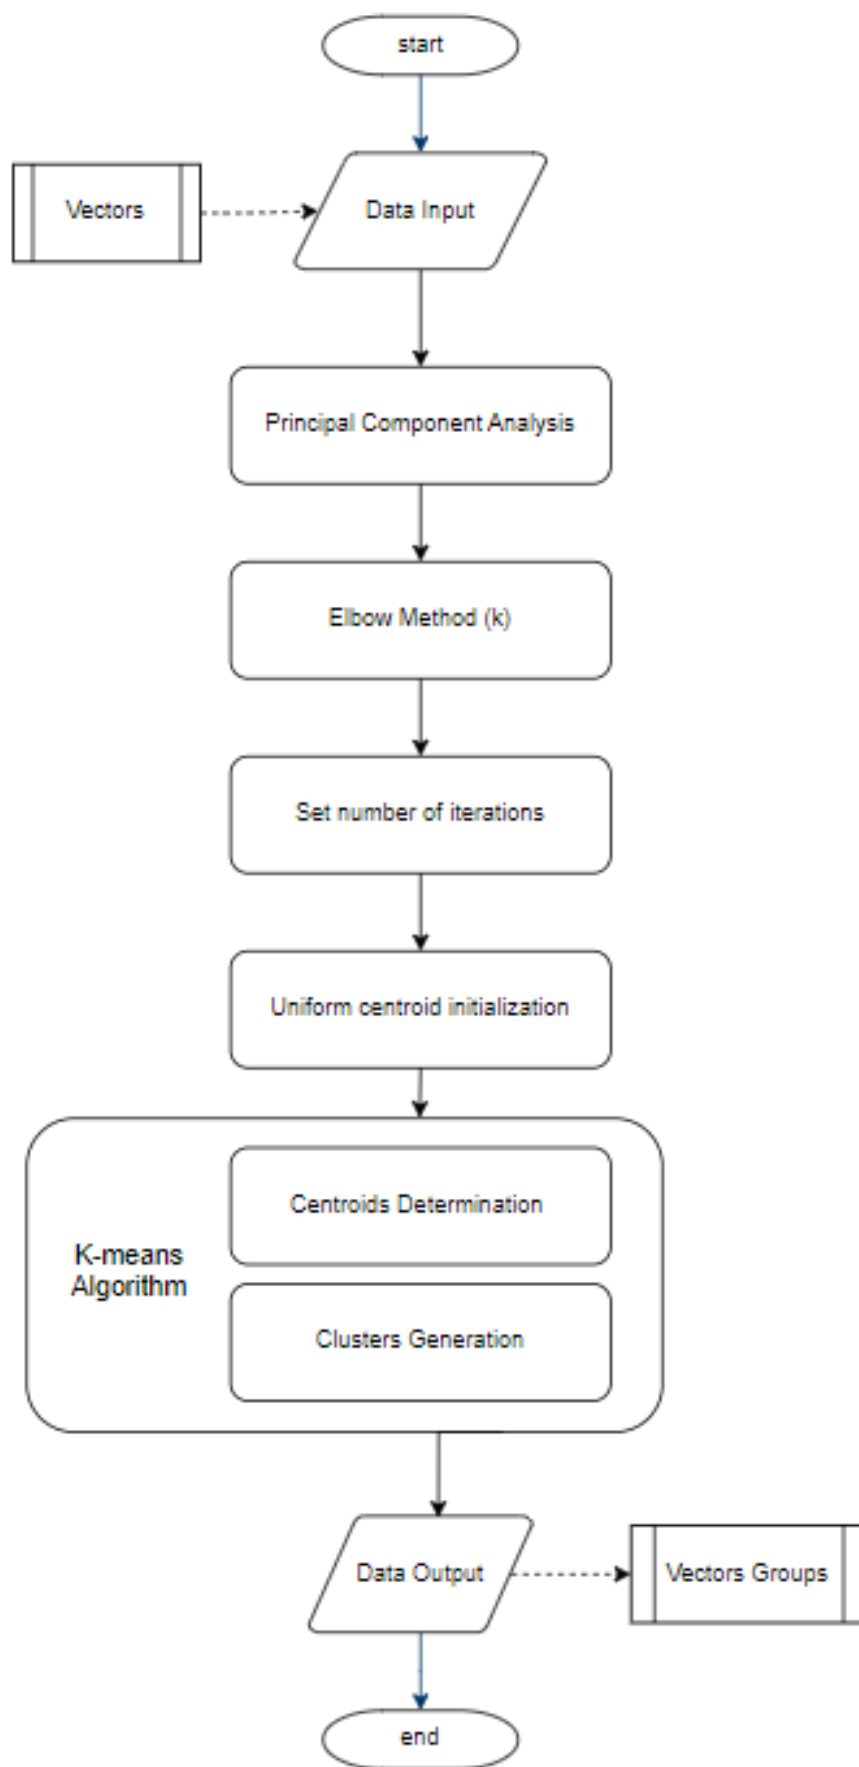 start
Vectors
Data Input
Principal Component Analysis
Elbow Method (k)
Set number of iterations
Uniform centroid initialization
K-means
Algorithm
Centroids Determination
Clusters Generation
Data Output
Vectors Groups
end